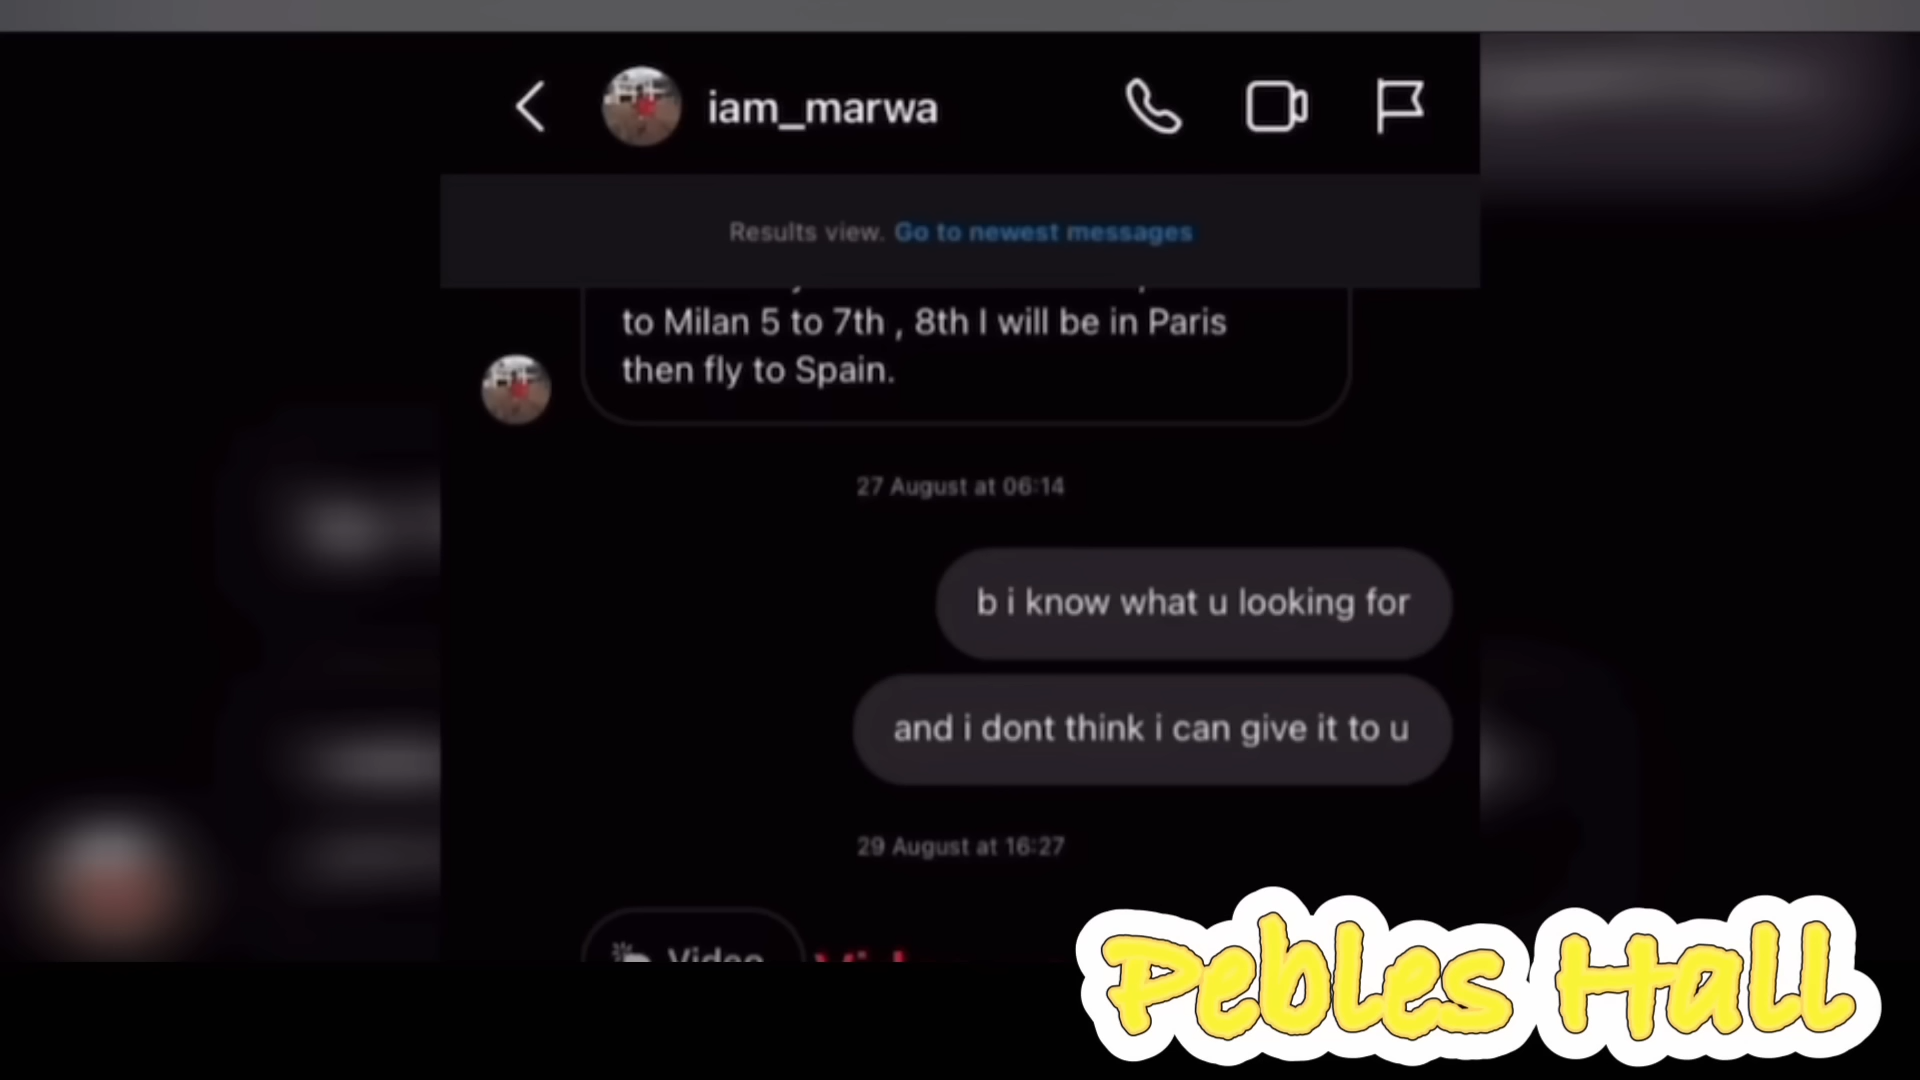 iam_marwa
Results view. Go to newest messages
to Milan 5 to 7th , 8th I will be in Paris
then fly to Spain.
27 August at 06:14
b i know what u looking for
and i dont think i can give it to u
29 August at 16:27
Video
Pebles Hall